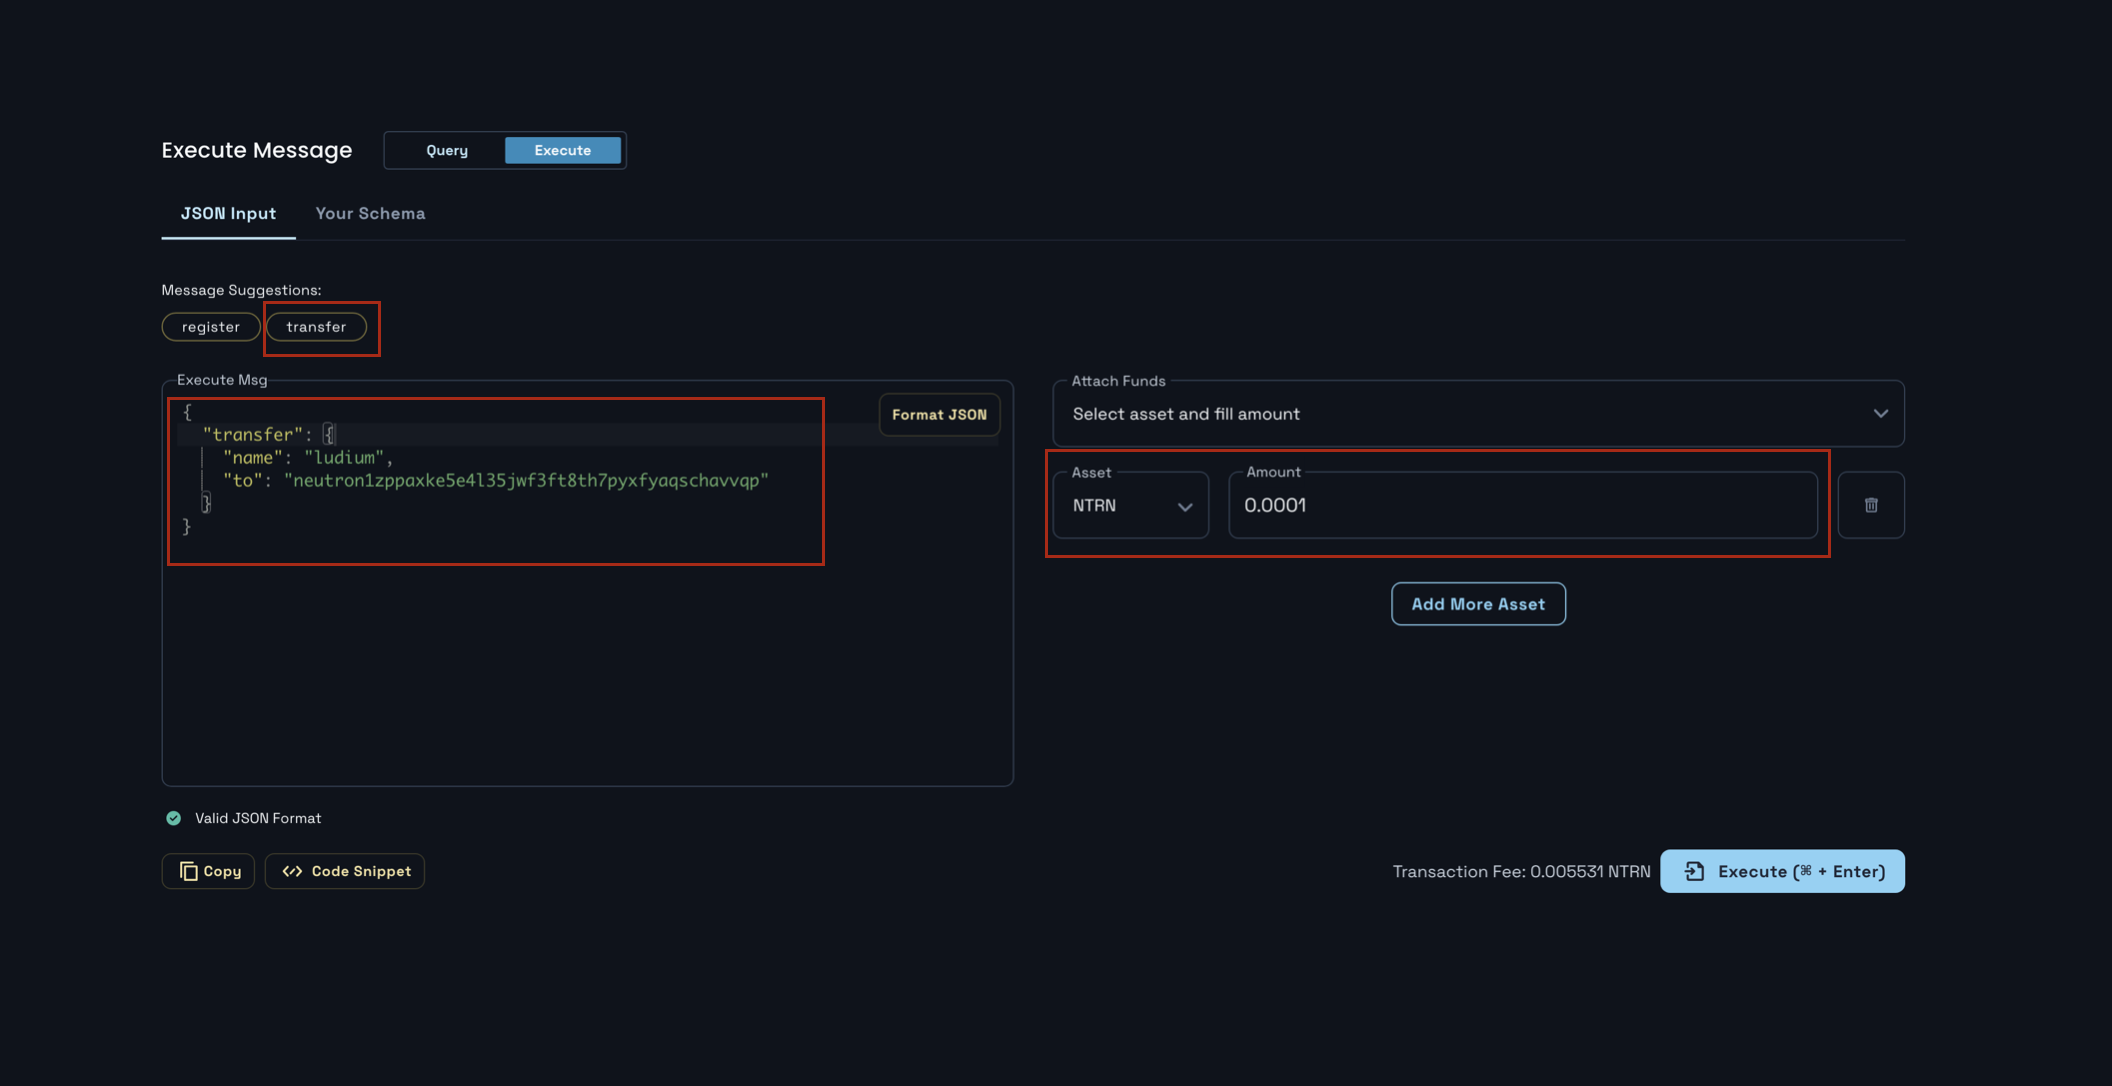 Execute Message
Query
Execute
JSON Input
Your Schema
Message Suggestions:
register
transfer
Execute Msg
Format JSON
{
"transfer": {
"name": "ludium",
"to": "neutron1zppaxke5e4l35jwf3ft8th7pyxfyaqschavvqp"
}
}
Attach Funds
Select asset and fill amount
Asset
NTRN
Amount
0.0001
Add More Asset
Valid JSON Format
Copy
Code Snippet
Transaction Fee: 0.005531 NTRN
Execute (⌘ + Enter)